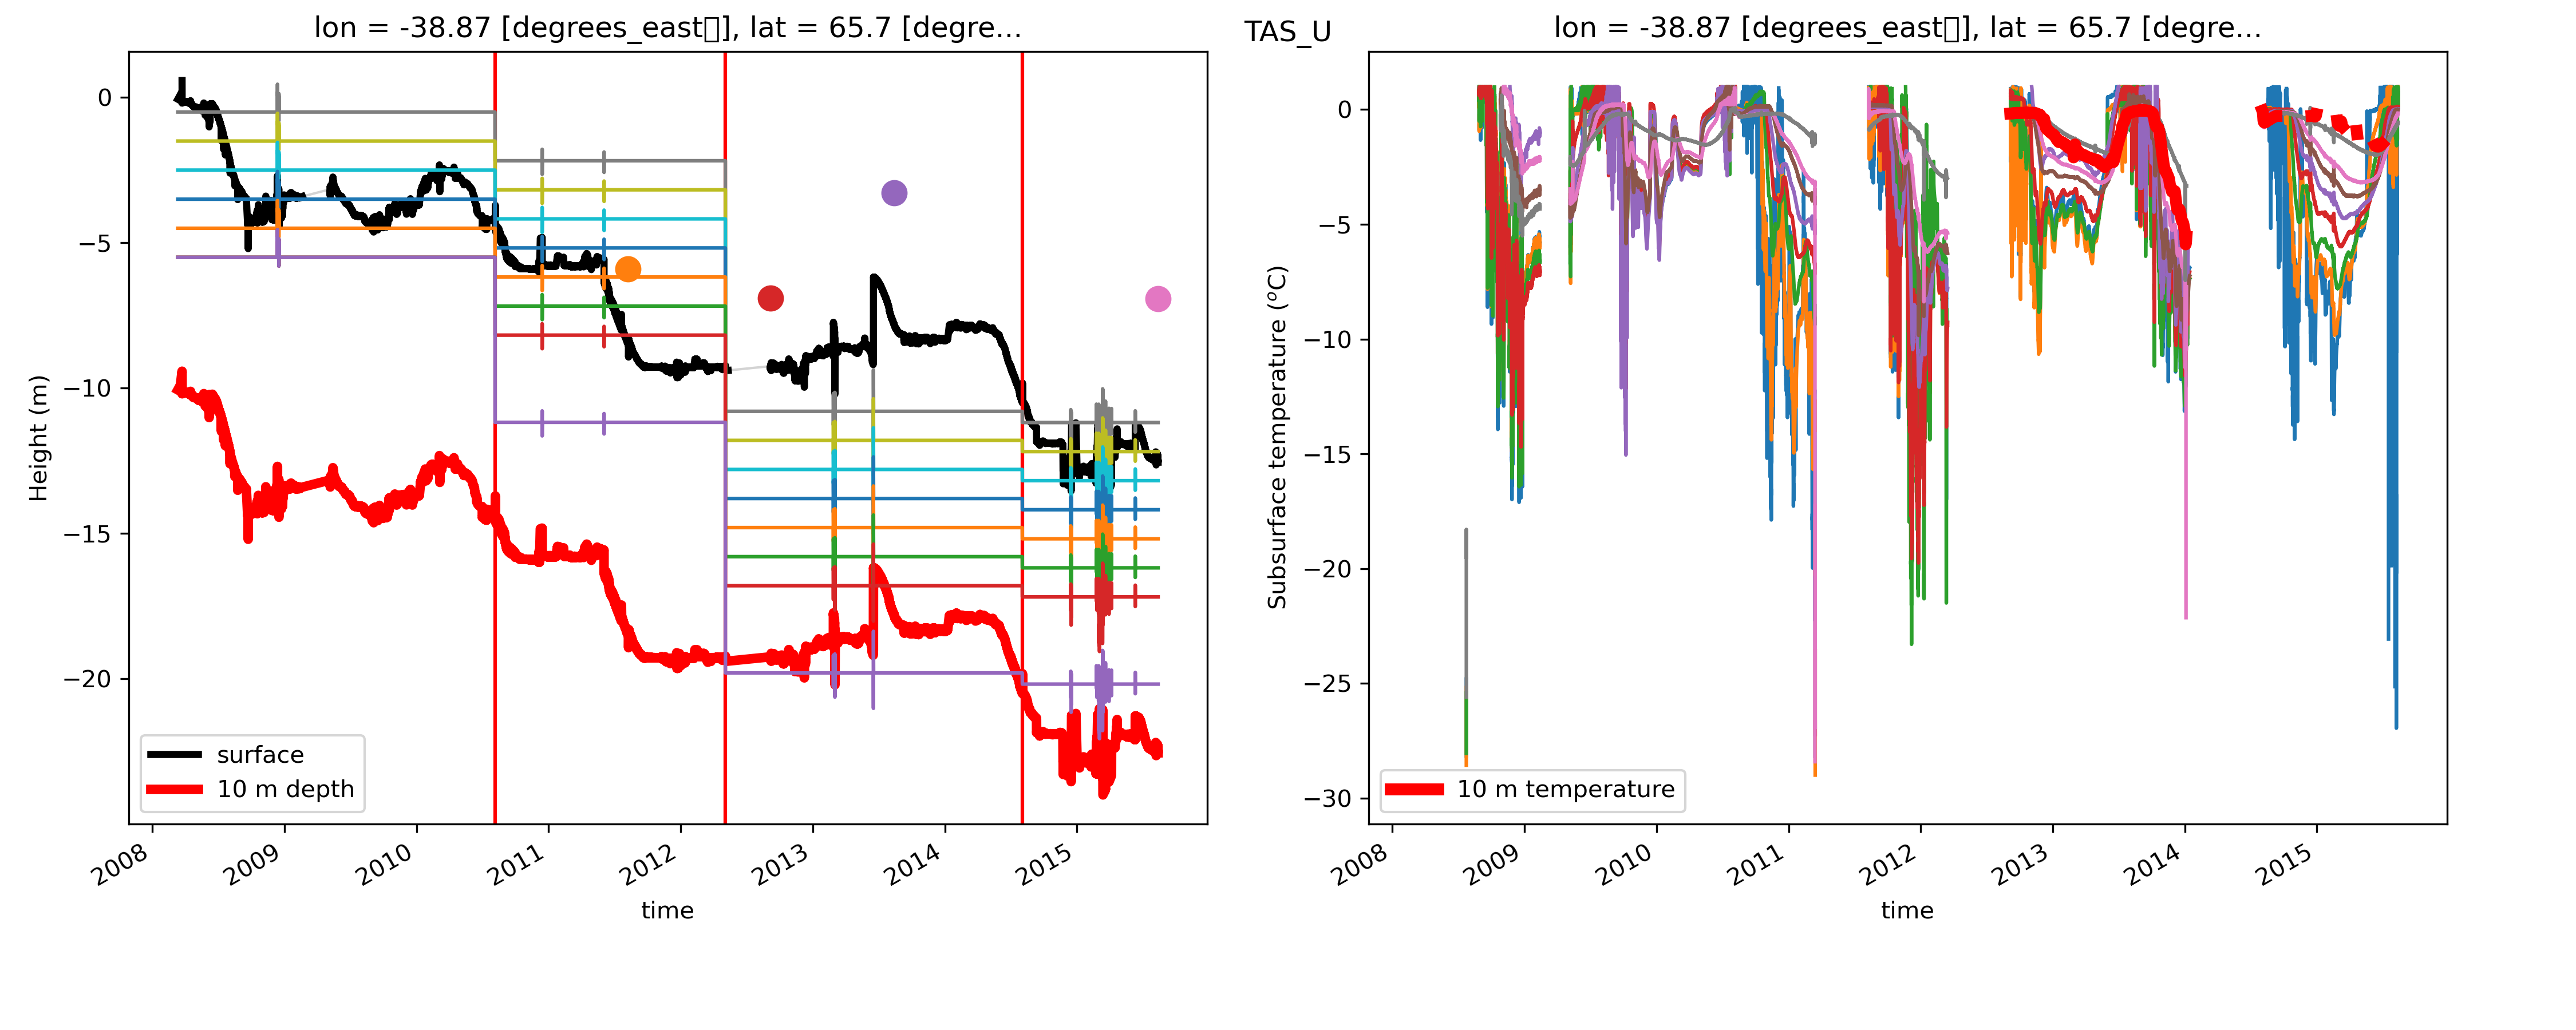 lon = -38.87 [degrees_east▯], lat = 65.7 [degre...
TAS_U
lon = -38.87 [degrees_east▯], lat = 65.7 [degre...
Height (m)
0
−5
−10
−15
−20
surface
10 m depth
2008
2009
2010
2011
2012
2013
2014
2015
time
Subsurface temperature (°C)
0
−5
−10
−15
−20
−25
−30
10 m temperature
2008
2009
2010
2011
2012
2013
2014
2015
time